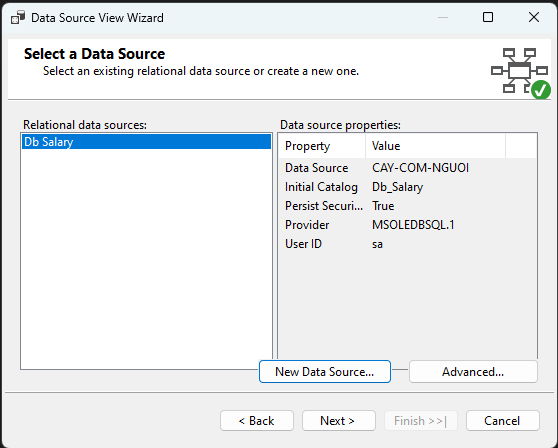 Data Source View Wizard
Select a Data Source
Select an existing relational data source or create a new one.
Relational data sources:
Db Salary
Data source properties:
Property Value
Data Source CAY-COM-NGUOI
Initial Catalog Db_Salary
Persist Securi... True
Provider MSOLEDBSQL.1
User ID sa
New Data Source... Advanced...
< Back Next > Finish >>| Cancel